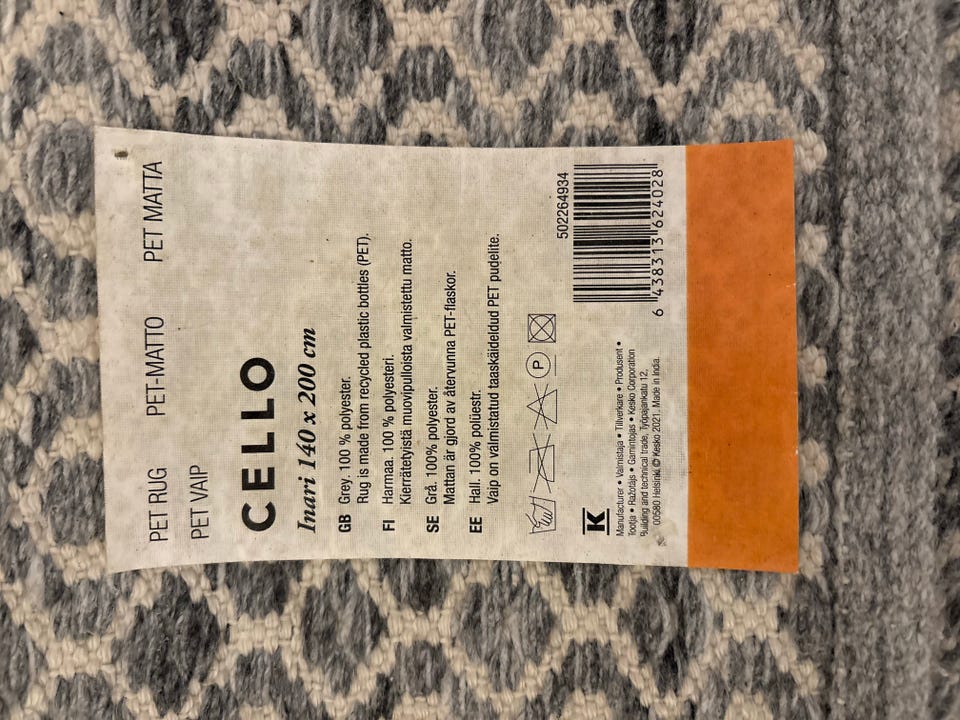 PET RUG PET-MATTO PET MATTA
PET VAIP
CELLO
Inari 140 x 200 cm
GB Grey. 100 % polyester.
Rug is made from recycled plastic bottles (PET).
FI Harmaa. 100 % polyesteri.
Kierrätetyistä muovipulloista valmistettu matto.
SE Grå. 100% polyester.
Mattan är gjord av återvunna PET-flaskor.
EE Hall. 100% poluestr.
Vaip on valmistatud taaskäideldud PET pudelite.
P
502264934
6 438313 624028
K
Manufacturer • Valmistaja • Tillverkare • Produsent •
Tootja • Ražotājs • Gamintojas • Kesko Corporation
Building and technical trade, Työpajankatu 12,
00580 Helsinki © Kesko 2021. Made in India.